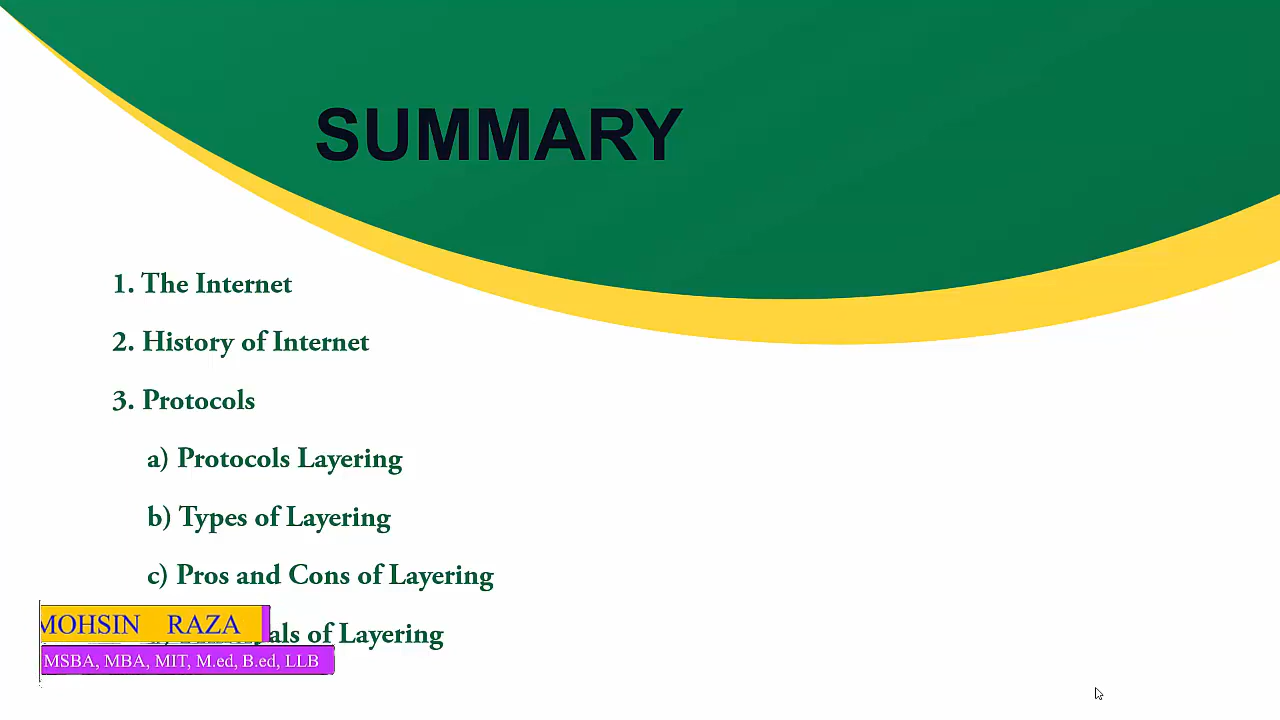 SUMMARY
1. The Internet
2. History of Internet
3. Protocols
a) Protocols Layering
b) Types of Layering
c) Pros and Cons of Layering
of Layering
MOHSIN RAZA
MSBA, MBA, MIT, M.ed, B.ed, LLB